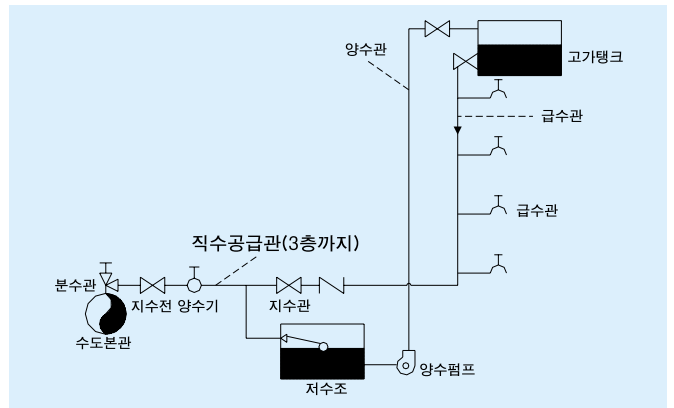 양수관
고가탱크
급수관
급수관
직수공급관(3층까지)
분수관
지수전
양수기
지수관
수도본관
양수펌프
저수조